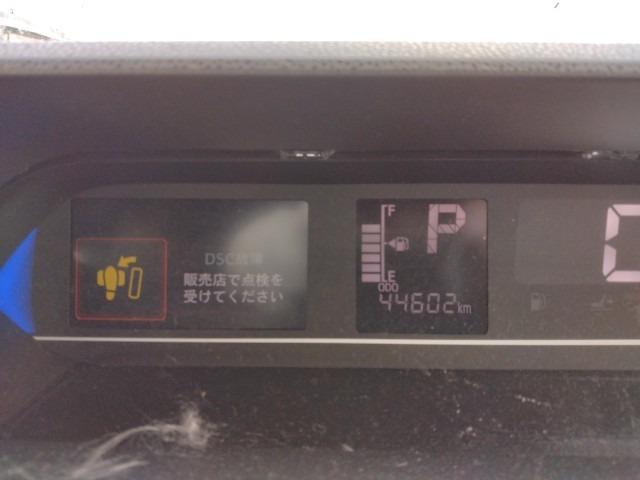 DSC故障
販売店で点検を
受けてください
F
E
P
ODO
44602km